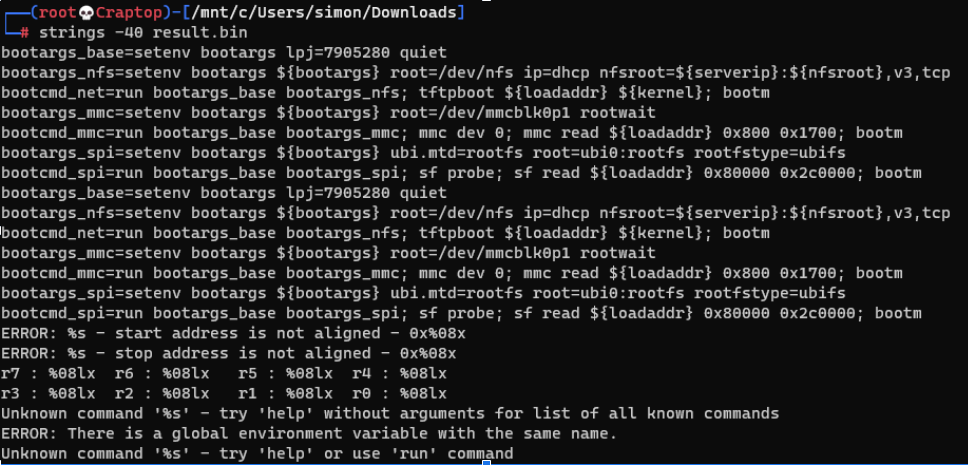 ┌──(root💀Craptop)-[/mnt/c/Users/simon/Downloads]
└─# strings -40 result.bin
bootargs_base=setenv bootargs lpj=7905280 quiet
bootargs_nfs=setenv bootargs ${bootargs} root=/dev/nfs ip=dhcp nfsroot=${serverip}:${nfsroot},v3,tcp
bootcmd_net=run bootargs_base bootargs_nfs; tftpboot ${loadaddr} ${kernel}; bootm
bootargs_mmc=setenv bootargs ${bootargs} root=/dev/mmcblk0p1 rootwait
bootcmd_mmc=run bootargs_base bootargs_mmc; mmc dev 0; mmc read ${loadaddr} 0x800 0x1700; bootm
bootargs_spi=setenv bootargs ${bootargs} ubi.mtd=rootfs root=ubi0:rootfs rootfstype=ubifs
bootcmd_spi=run bootargs_base bootargs_spi; sf probe; sf read ${loadaddr} 0x80000 0x2c0000; bootm
bootargs_base=setenv bootargs lpj=7905280 quiet
bootargs_nfs=setenv bootargs ${bootargs} root=/dev/nfs ip=dhcp nfsroot=${serverip}:${nfsroot},v3,tcp
bootcmd_net=run bootargs_base bootargs_nfs; tftpboot ${loadaddr} ${kernel}; bootm
bootargs_mmc=setenv bootargs ${bootargs} root=/dev/mmcblk0p1 rootwait
bootcmd_mmc=run bootargs_base bootargs_mmc; mmc dev 0; mmc read ${loadaddr} 0x800 0x1700; bootm
bootargs_spi=setenv bootargs ${bootargs} ubi.mtd=rootfs root=ubi0:rootfs rootfstype=ubifs
bootcmd_spi=run bootargs_base bootargs_spi; sf probe; sf read ${loadaddr} 0x80000 0x2c0000; bootm
ERROR: %s - start address is not aligned - 0x%08x
ERROR: %s - stop address is not aligned - 0x%08x
r7 : %08lx  r6 : %08lx   r5 : %08lx  r4 : %08lx
r3 : %08lx  r2 : %08lx   r1 : %08lx  r0 : %08lx
Unknown command '%s' - try 'help' without arguments for list of all known commands
ERROR: There is a global environment variable with the same name.
Unknown command '%s' - try 'help' or use 'run' command